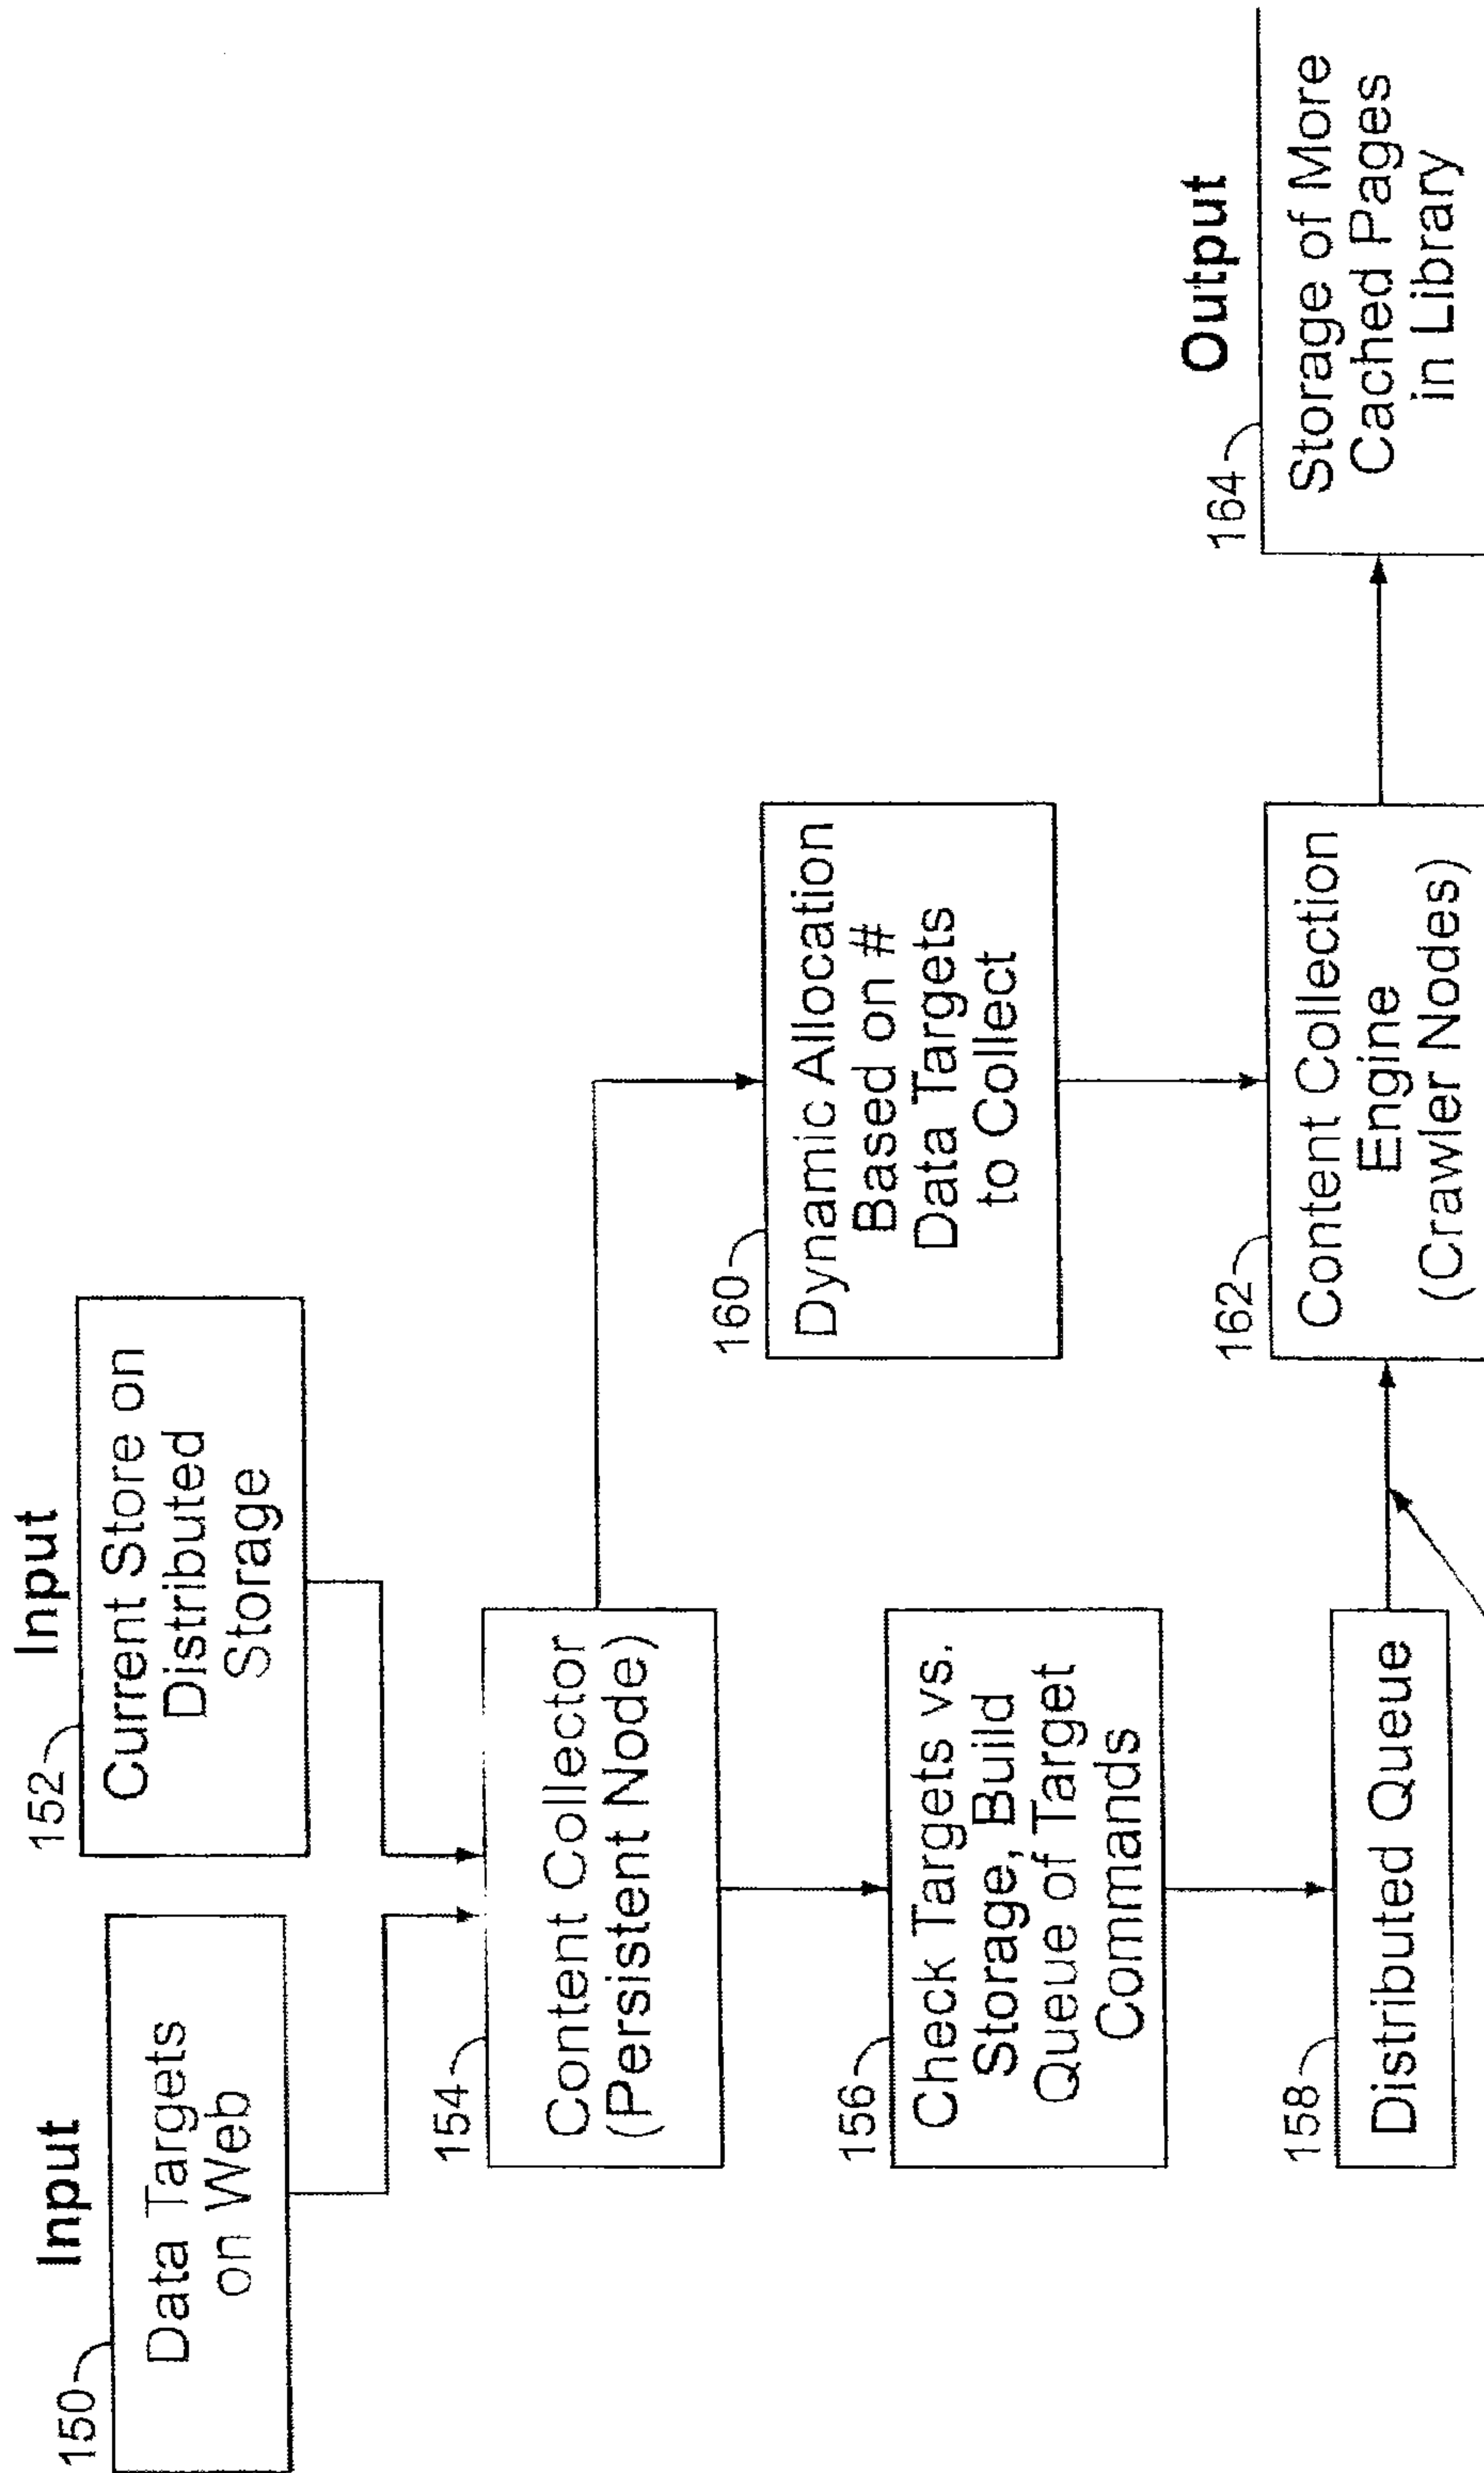 Input
150
Data Targets
on Web
Input
152
Current Store on
Distributed
Storage
154
Content Collector
(Persistent Node)
156
Check Targets vs.
Storage, Build
Queue of Target
Commands
158
Distributed Queue
160
Dynamic Allocation
Based on #
Data Targets
to Collect
162
Content Collection
Engine
(Crawler Nodes)
Output
164
Storage of More
Cached Pages
in Library